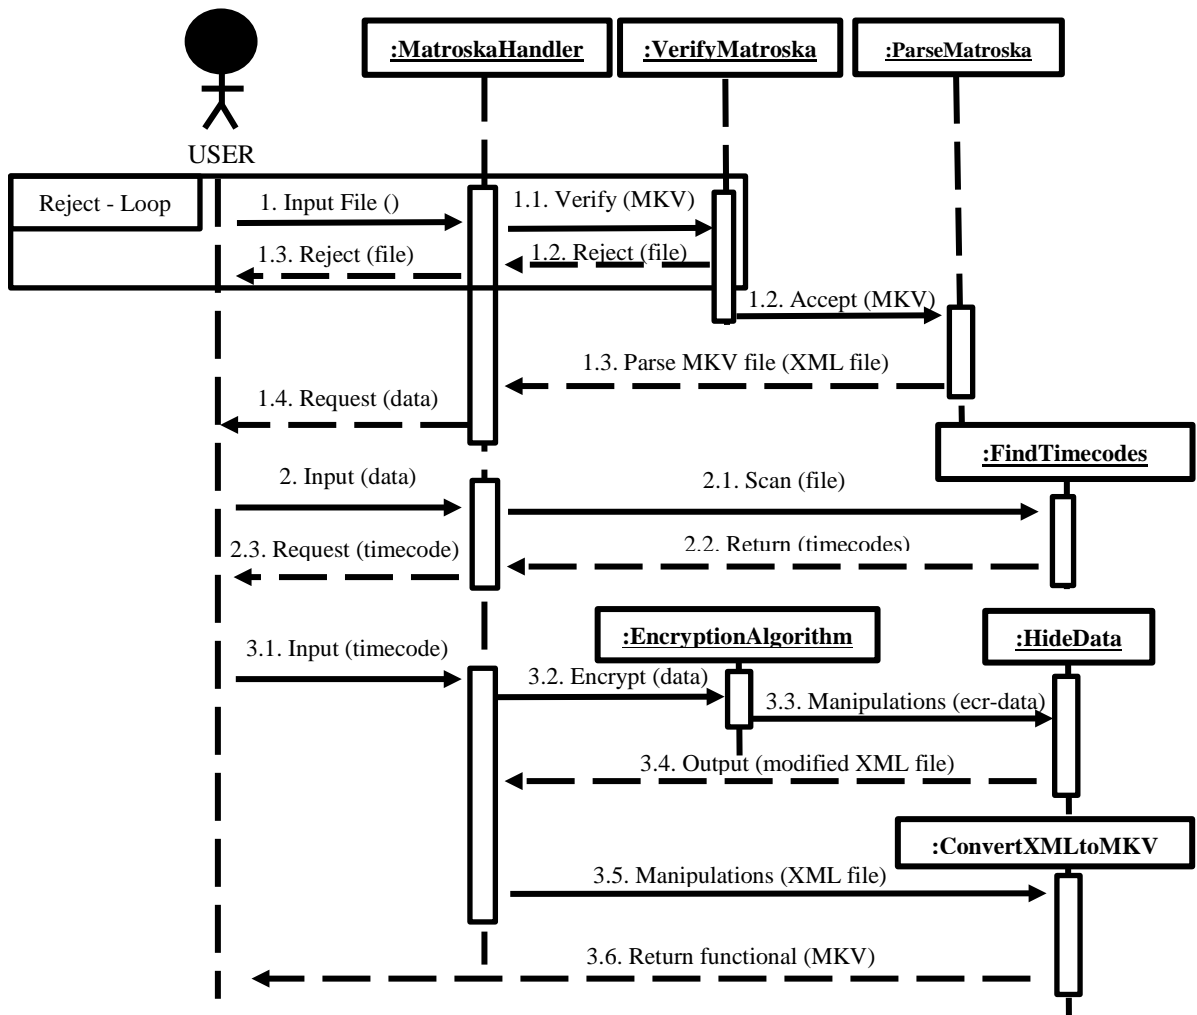 :MatroskaHandler
:VerifyMatroska
:ParseMatroska
USER
Reject - Loop
1. Input File ()
1.1. Verify (MKV)
1.3. Reject (file)
1.2. Reject (file)
1.2. Accept (MKV)
1.3. Parse MKV file (XML file)
1.4. Request (data)
:FindTimecodes
2. Input (data)
2.1. Scan (file)
2.3. Request (timecode)
2.2. Return (timecodes)
:EncryptionAlgorithm
:HideData
3.1. Input (timecode)
3.2. Encrypt (data)
3.3. Manipulations (ecr-data)
3.4. Output (modified XML file)
:ConvertXMLtoMKV
3.5. Manipulations (XML file)
3.6. Return functional (MKV)